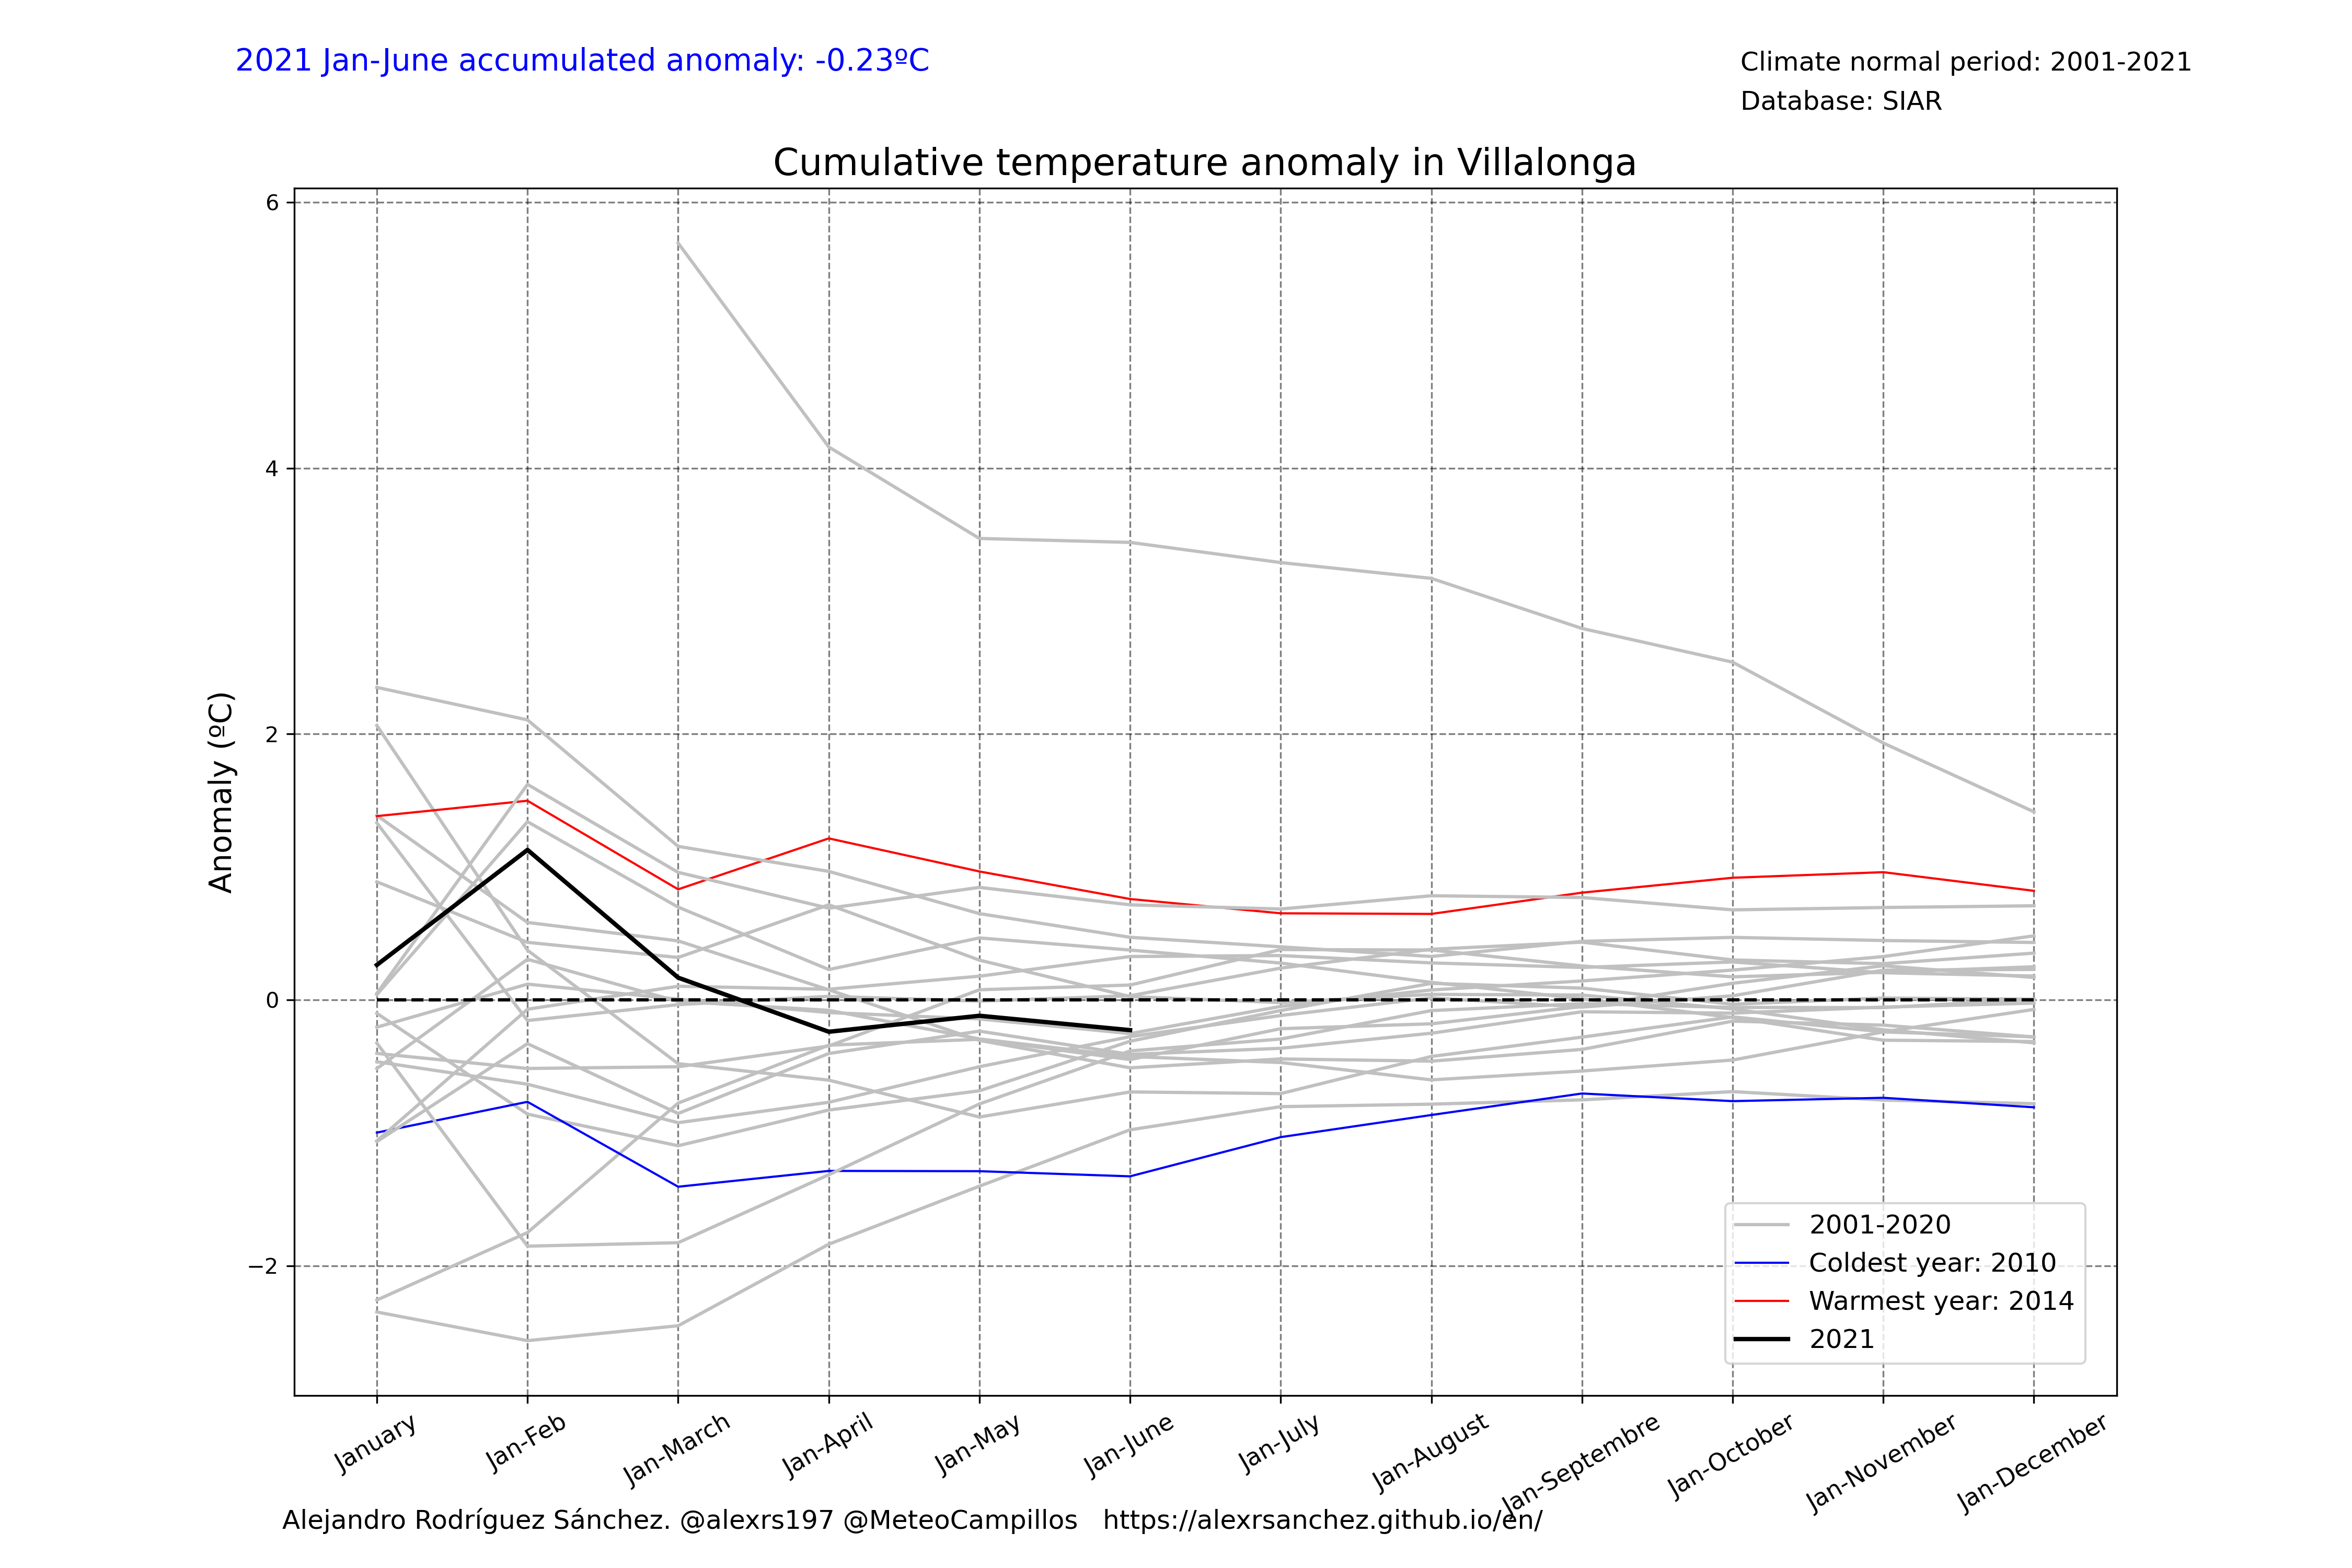 2021 Jan-June accumulated anomaly: -0.23ºC
Climate normal period: 2001-2021
Database: SIAR
Cumulative temperature anomaly in Villalonga
Anomaly (ºC)
6
4
2
0
−2
2001-2020
Coldest year: 2010
Warmest year: 2014
2021
January
Jan-Feb
Jan-March
Jan-April
Jan-May
Jan-June
Jan-July
Jan-August
Jan-Septembre
Jan-October
Jan-November
Jan-December
Alejandro Rodríguez Sánchez. @alexrs197 @MeteoCampillos https://alexrsanchez.github.io/en/